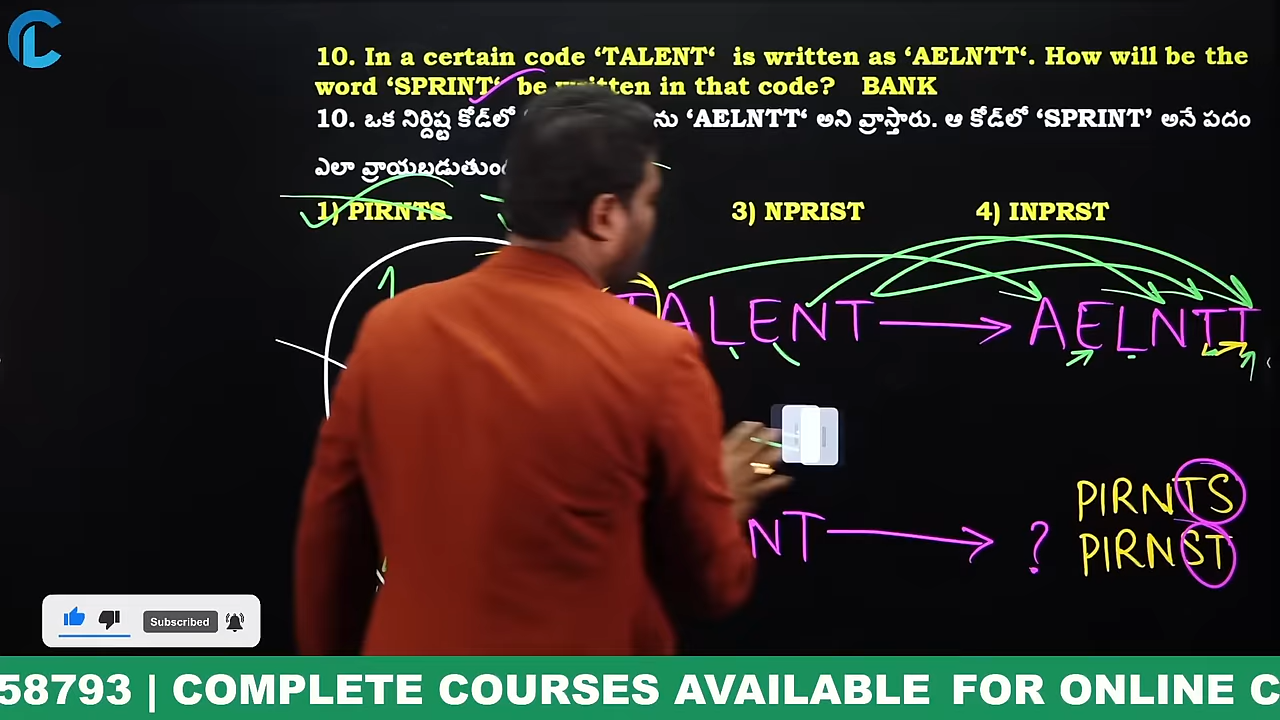 10. In a certain code ‘TALENT‘ is written as ‘AELNTT‘. How will be the
word ‘SPRINT‘ be written in that code? BANK
10. ఒక నిర్దిష్ట కోడ్‌లో ను ‘AELNTT‘ అని వ్రాస్తారు. ఆ కోడ్‌లో ‘SPRINT’ అనే పదం
ఎలా వ్రాయబడుతుం
1) PIRNTS 3) NPRIST 4) INPRST
TALENT → AELNTT
PIRNTS
NT → ?
PIRNST
Subscribed
58793 | COMPLETE COURSES AVAILABLE FOR ONLINE C